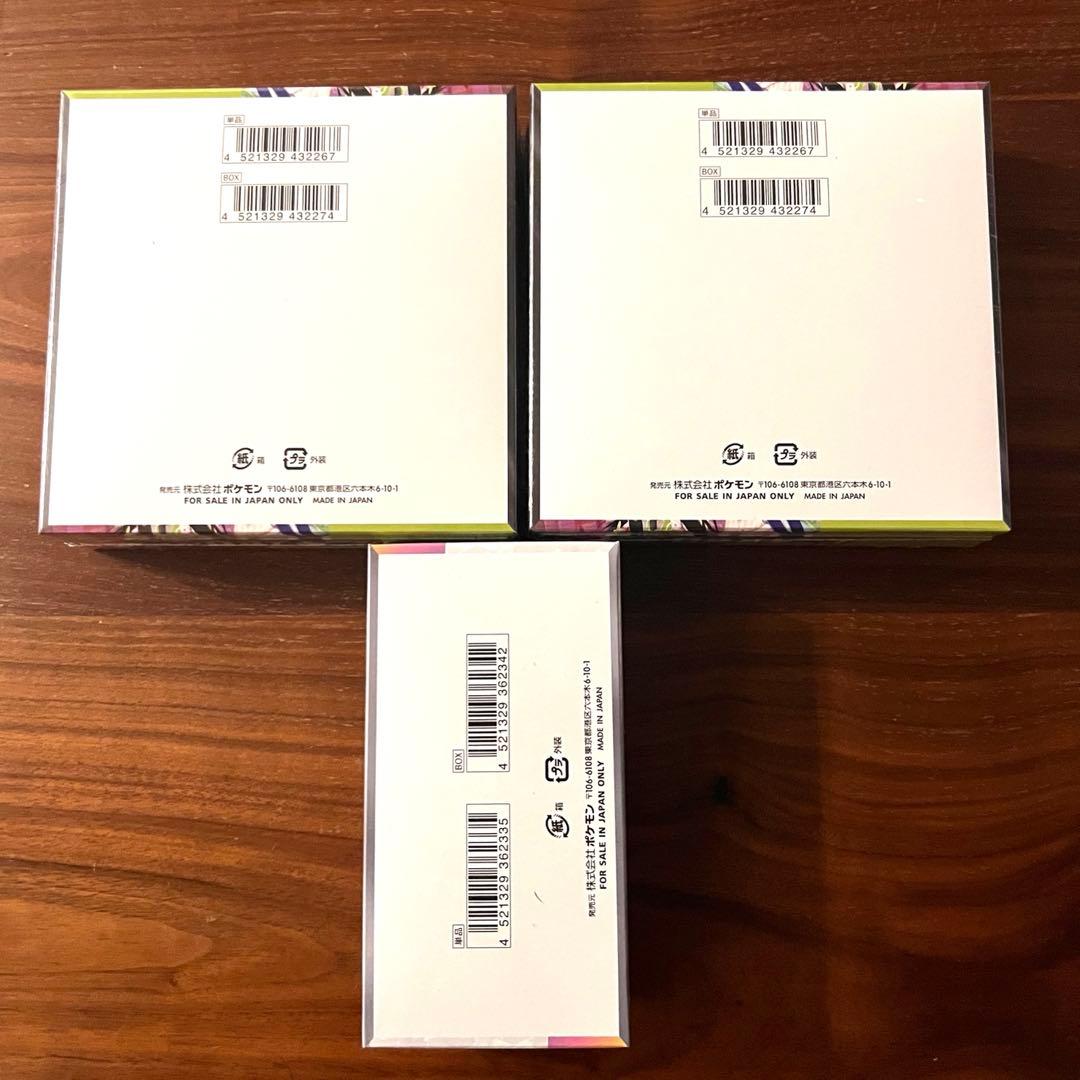 単品
4 521329 432267
BOX
4 521329 432274
紙 箱 プラ 外装
発売元 株式会社ポケモン 〒106-6108 東京都港区六本木6-10-1
FOR SALE IN JAPAN ONLY MADE IN JAPAN
単品
4 521329 432267
BOX
4 521329 432274
紙 箱 プラ 外装
発売元 株式会社ポケモン 〒106-6108 東京都港区六本木6-10-1
FOR SALE IN JAPAN ONLY MADE IN JAPAN
単品
4 521329 362335
BOX
4 521329 362342
紙 箱 プラ 外装
発売元 株式会社ポケモン 〒106-6108 東京都港区六本木6-10-1
FOR SALE IN JAPAN ONLY MADE IN JAPAN